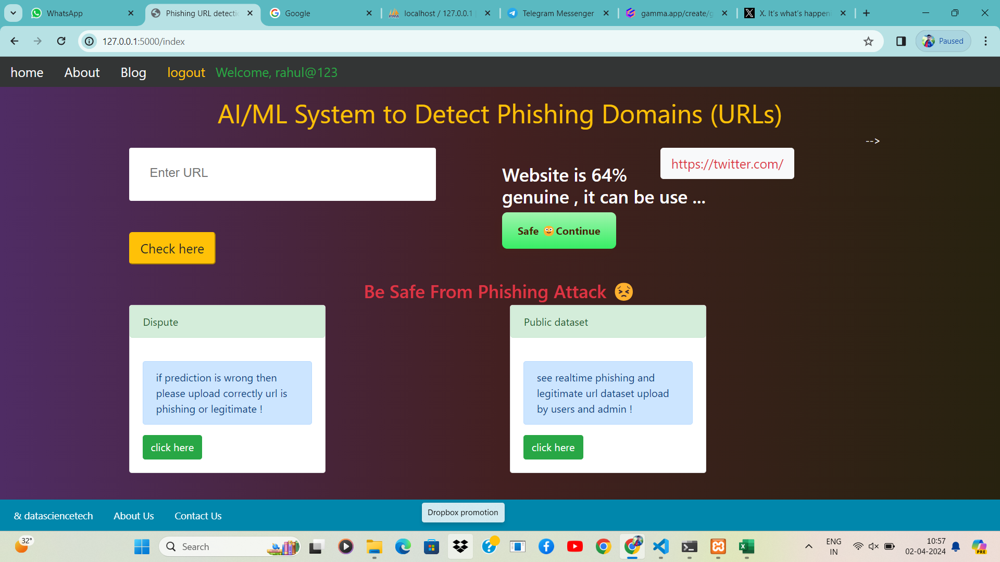 WhatsApp
Phishing URL detecti
Google
localhost / 127.0.0.1
Telegram Messenger
gamma.app/create/g
X. It's what's happeni
127.0.0.1:5000/index
Paused
home About Blog logout Welcome, rahul@123
AI/ML System to Detect Phishing Domains (URLs)
-->
Enter URL
https://twitter.com/
Website is 64%
genuine , it can be use ...
Safe 😳Continue
Check here
Be Safe From Phishing Attack 😣
Dispute
if prediction is wrong then
please upload correctly url is
phishing or legitimate !
click here
Public dataset
see realtime phishing and
legitimate url dataset upload
by users and admin !
click here
& datasciencetech About Us Contact Us
Dropbox promotion
32°
Search
ENG
IN
10:57
02-04-2024
PRE